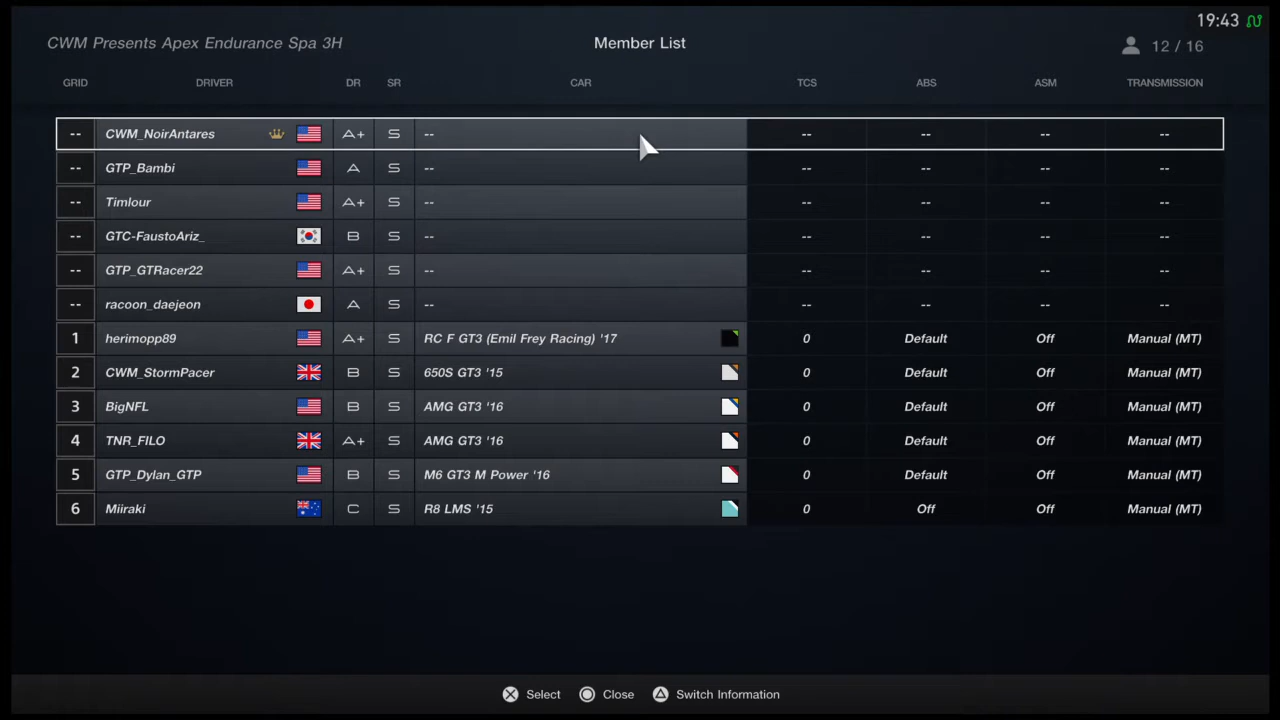 19:43
CWM Presents Apex Endurance Spa 3H Member List 12 / 16
GRID DRIVER DR SR CAR TCS ABS ASM TRANSMISSION
-- CWM_NoirAntares A+ S -- -- -- -- --
-- GTP_Bambi A S -- -- -- -- --
-- Timlour A+ S -- -- -- -- --
-- GTC-FaustoAriz_ B S -- -- -- -- --
-- GTP_GTRacer22 A+ S -- -- -- -- --
-- racoon_daejeon A S -- -- -- -- --
1 herimopp89 A+ S RC F GT3 (Emil Frey Racing) '17 0 Default Off Manual (MT)
2 CWM_StormPacer B S 650S GT3 '15 0 Default Off Manual (MT)
3 BigNFL B S AMG GT3 '16 0 Default Off Manual (MT)
4 TNR_FILO A+ S AMG GT3 '16 0 Default Off Manual (MT)
5 GTP_Dylan_GTP B S M6 GT3 M Power '16 0 Default Off Manual (MT)
6 Miiraki C S R8 LMS '15 0 Off Off Manual (MT)
Select Close Switch Information